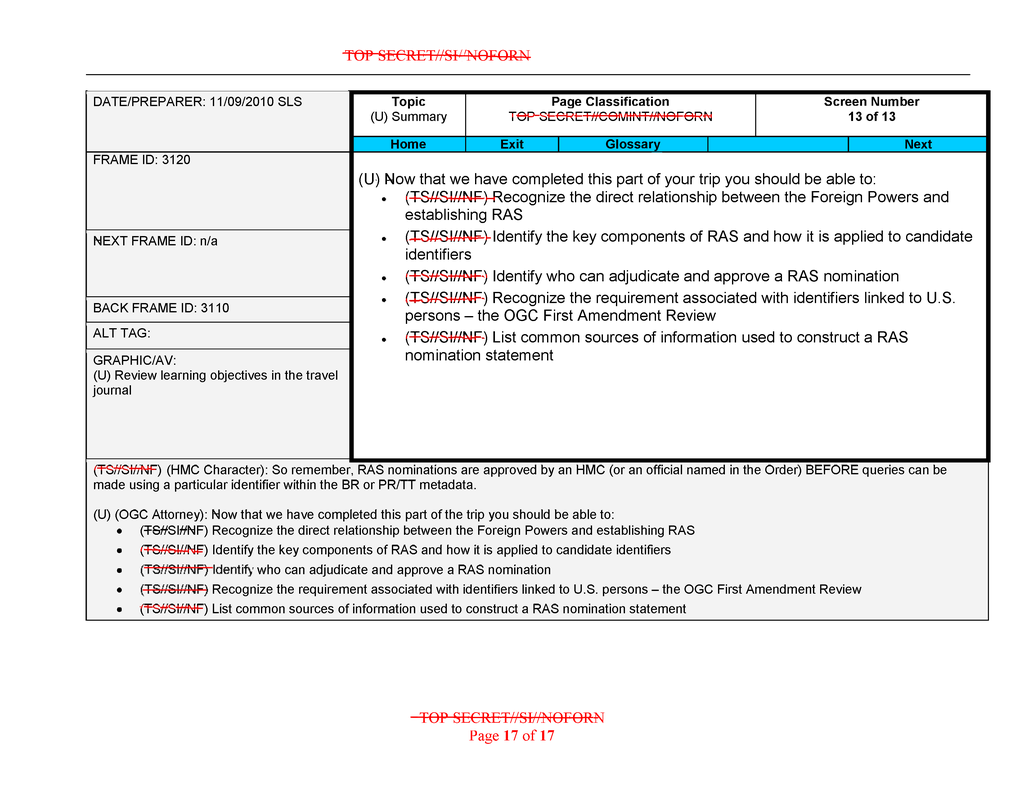 TOP SECRET//SI//NOFORN
DATE/PREPARER: 11/09/2010 SLS
Topic
(U) Summary
Page Classification
TOP SECRET//COMINT//NOFORN
Screen Number
13 of 13
Home Exit Glossary Next
FRAME ID: 3120
NEXT FRAME ID: n/a
BACK FRAME ID: 3110
ALT TAG:
GRAPHIC/AV:
(U) Review learning objectives in the travel
journal
(U) Now that we have completed this part of your trip you should be able to:
• (TS//SI//NF) Recognize the direct relationship between the Foreign Powers and
establishing RAS
• (TS//SI//NF) Identify the key components of RAS and how it is applied to candidate
identifiers
• (TS//SI//NF) Identify who can adjudicate and approve a RAS nomination
• (TS//SI//NF) Recognize the requirement associated with identifiers linked to U.S.
persons – the OGC First Amendment Review
• (TS//SI//NF) List common sources of information used to construct a RAS
nomination statement
(TS//SI//NF) (HMC Character): So remember, RAS nominations are approved by an HMC (or an official named in the Order) BEFORE queries can be
made using a particular identifier within the BR or PR/TT metadata.
(U) (OGC Attorney): Now that we have completed this part of the trip you should be able to:
• (TS//SI//NF) Recognize the direct relationship between the Foreign Powers and establishing RAS
• (TS//SI//NF) Identify the key components of RAS and how it is applied to candidate identifiers
• (TS//SI//NF) Identify who can adjudicate and approve a RAS nomination
• (TS//SI//NF) Recognize the requirement associated with identifiers linked to U.S. persons – the OGC First Amendment Review
• (TS//SI//NF) List common sources of information used to construct a RAS nomination statement
TOP SECRET//SI//NOFORN
Page 17 of 17